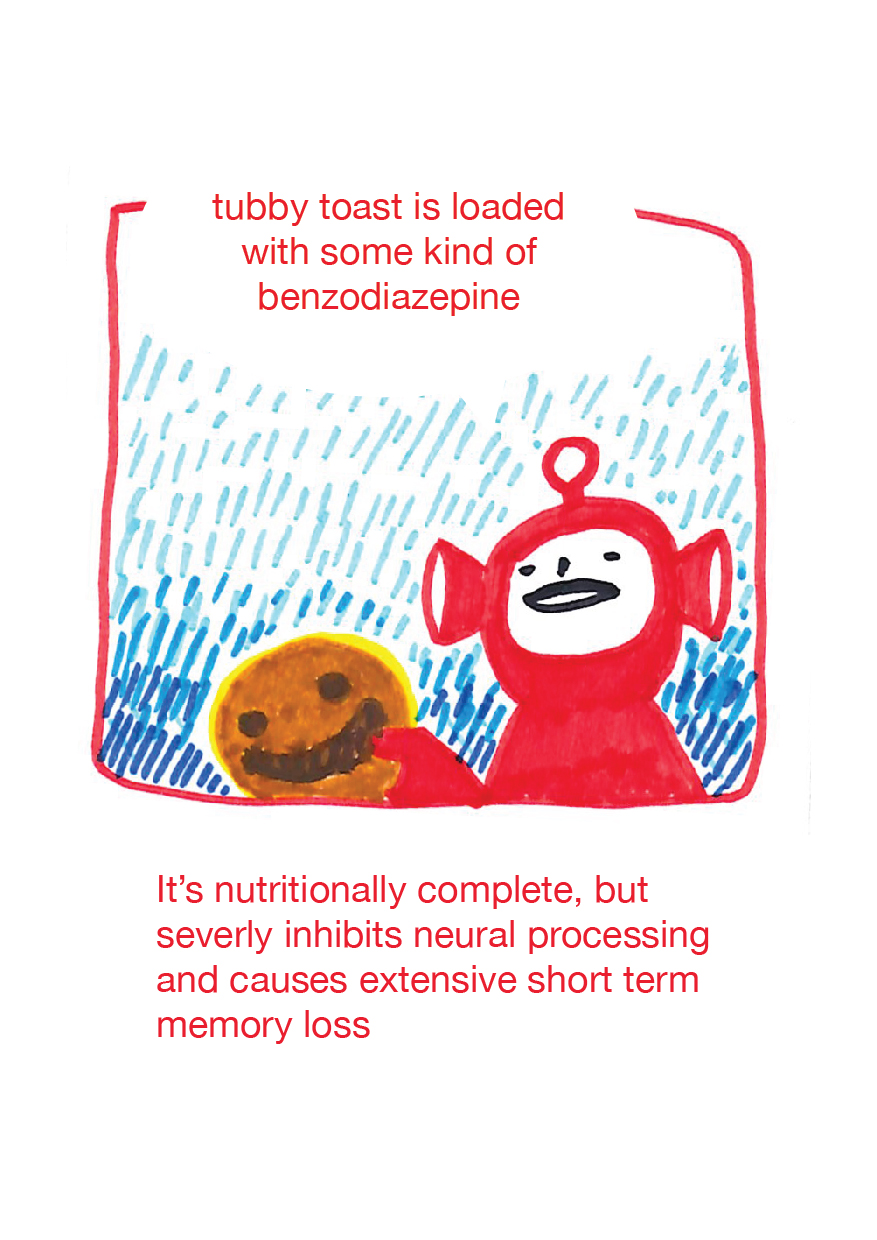 tubby toast is loaded
with some kind of
benzodiazepine
It’s nutritionally complete, but
severly inhibits neural processing
and causes extensive short term
memory loss